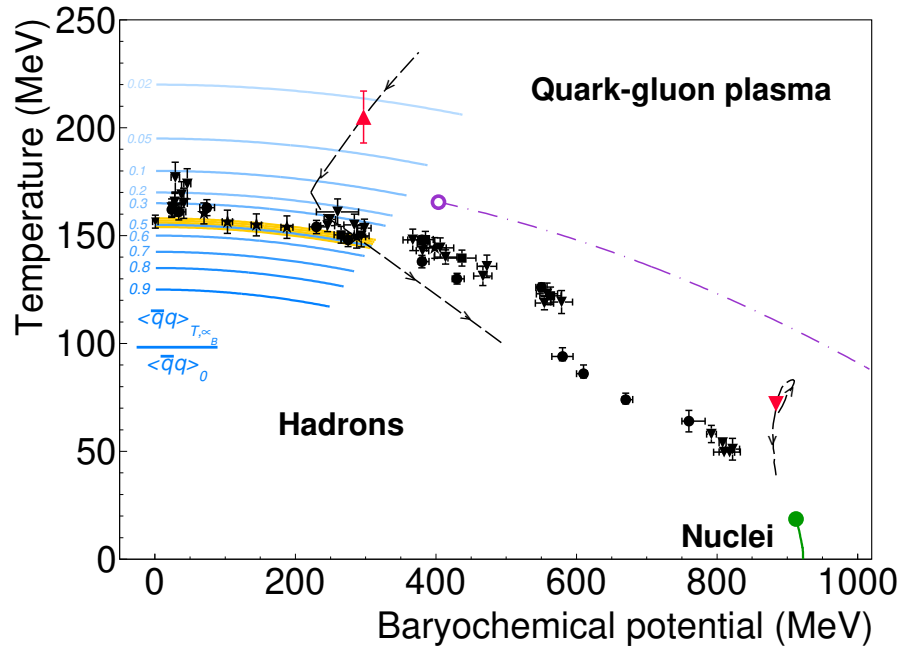 250
200
150
100
50
0
Temperature (MeV)
0.02
0.05
0.1
0.2
0.3
0.5
0.6
0.7
0.8
0.9
<q̅q>T,∝B
<q̅q>0
Quark-gluon plasma
Hadrons
Nuclei
0 200 400 600 800 1000
Baryochemical potential (MeV)